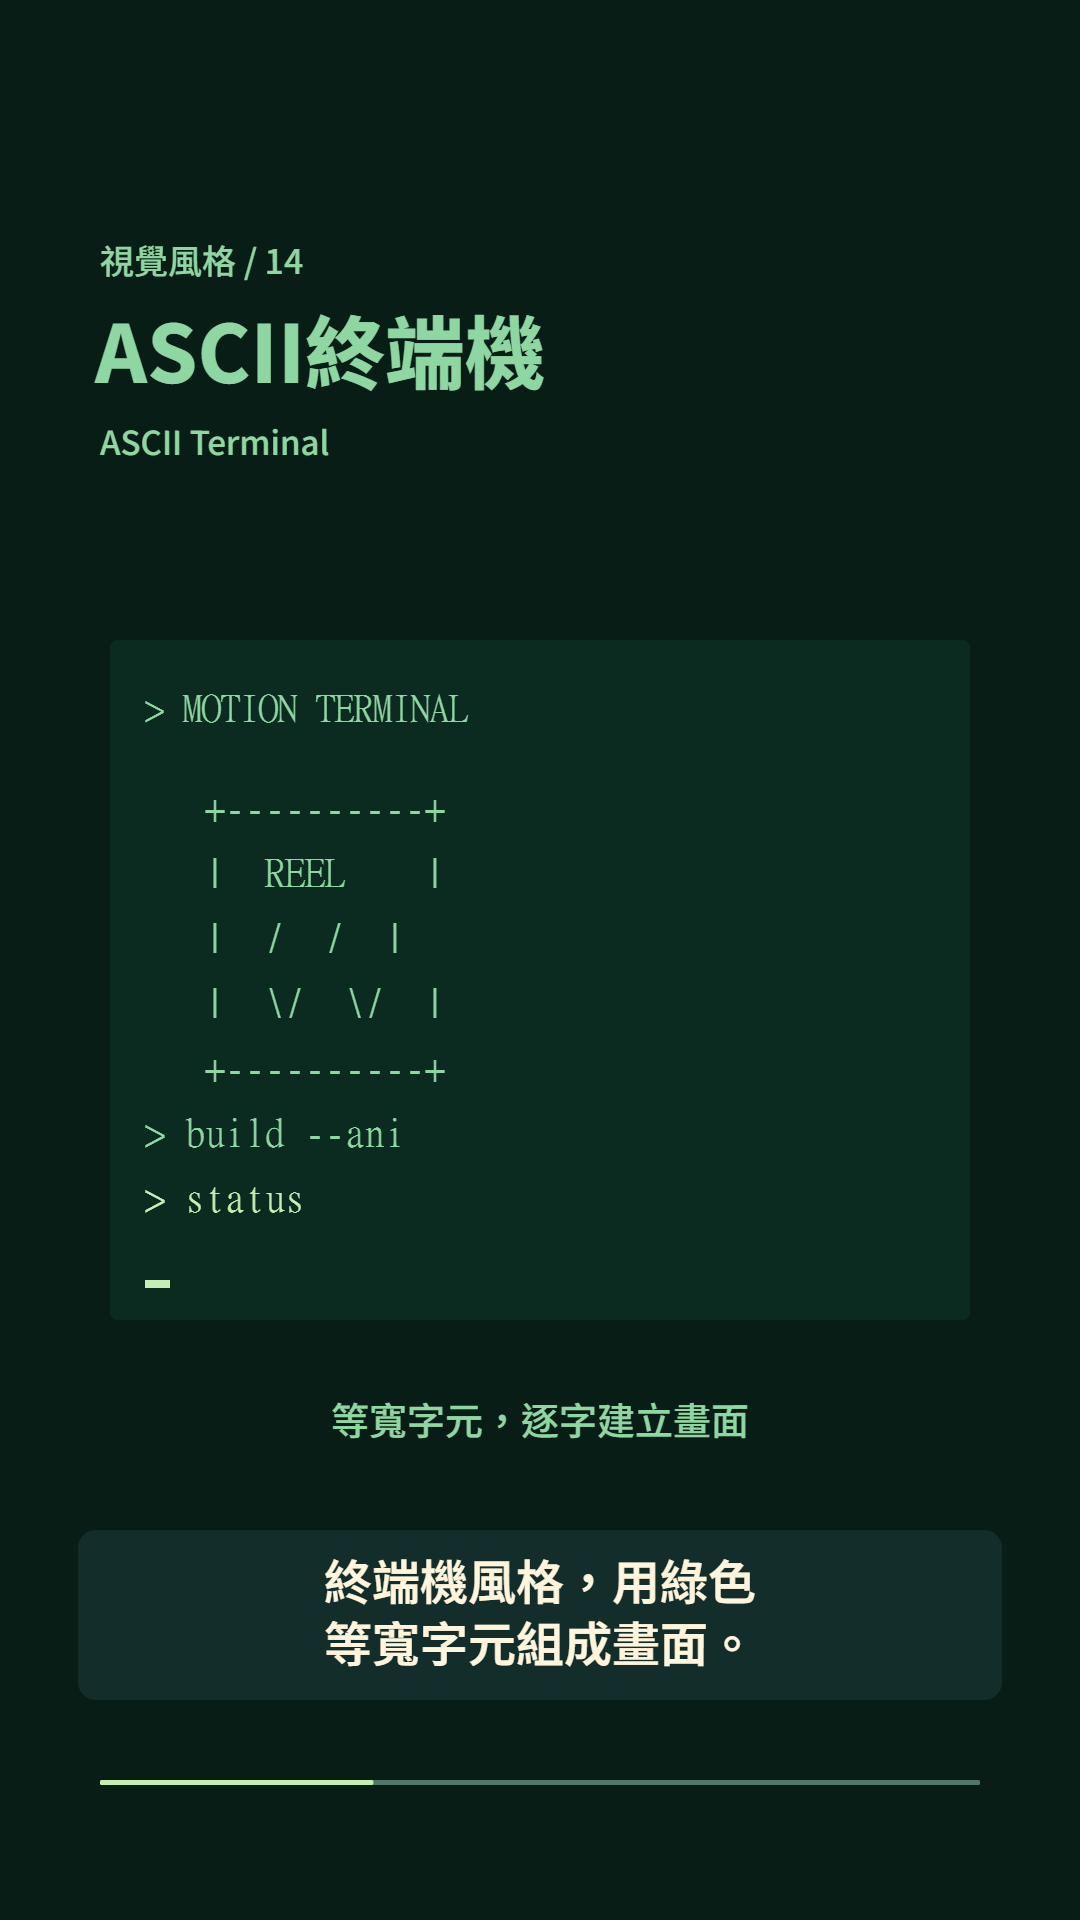 視覺風格 / 14
ASCII終端機
ASCII Terminal
> MOTION TERMINAL
   +----------+
   |  REEL    |
   |  /  /  |
   |  \/  \/  |
   +----------+
> build --ani
> status
_
等寬字元，逐字建立畫面
終端機風格，用綠色
等寬字元組成畫面。